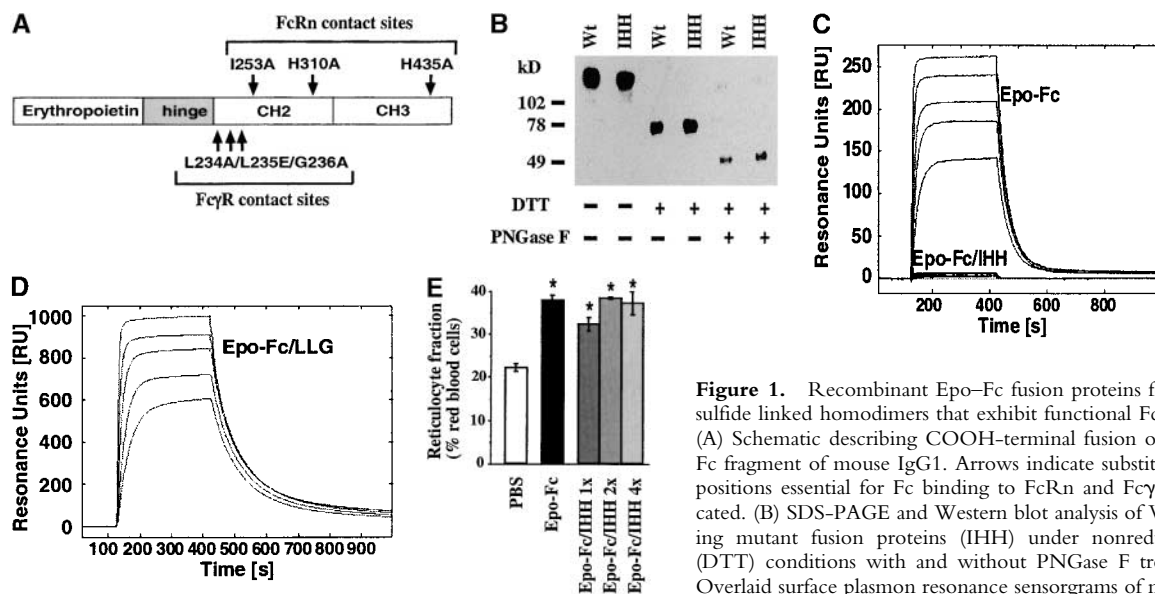 A
FcRn contact sites
I253A H310A H435A
Erythropoietin hinge CH2 CH3
L234A/L235E/G236A
FcγR contact sites
B
Wt IHH Wt IHH Wt IHH
kD
102
78
49
DTT − − + + + +
PNGase F − − − − + +
C
Resonance Units [RU]
250
200
150
100
50
0
Epo-Fc
Epo-Fc/IHH
200 400 600 800
Time [s]
D
Resonance Units [RU]
1000
800
600
400
200
0
Epo-Fc/LLG
100 200 300 400 500 600 700 800 900
Time [s]
E
Reticulocyte fraction
(% red blood cells)
40
30
20
10
0
* * * *
PBS
Epo-Fc
Epo-Fc/IHH 1x
Epo-Fc/IHH 2x
Epo-Fc/IHH 4x
Figure 1. Recombinant Epo–Fc fusion proteins f
sulfide linked homodimers that exhibit functional Fc
(A) Schematic describing COOH-terminal fusion o
Fc fragment of mouse IgG1. Arrows indicate substit
positions essential for Fc binding to FcRn and Fcγ
cated. (B) SDS-PAGE and Western blot analysis of
ing mutant fusion proteins (IHH) under nonred
(DTT) conditions with and without PNGase F tr
Overlaid surface plasmon resonance sensorgrams of